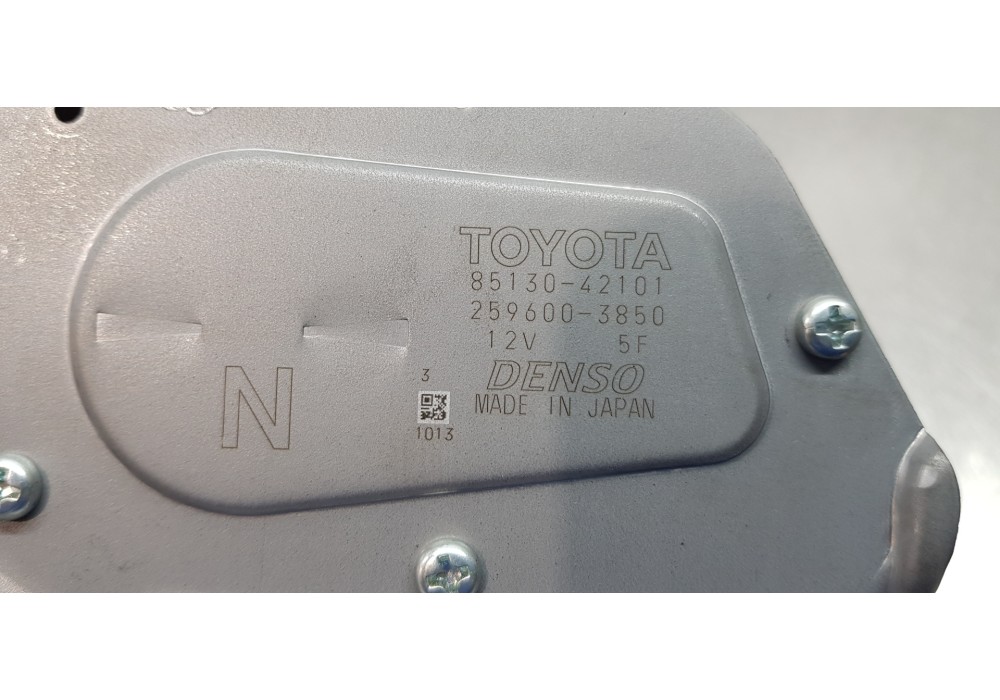 TOYOTA
85130-42101
259600-3850
12V 5F
DENSO
MADE IN JAPAN
N
3
1013